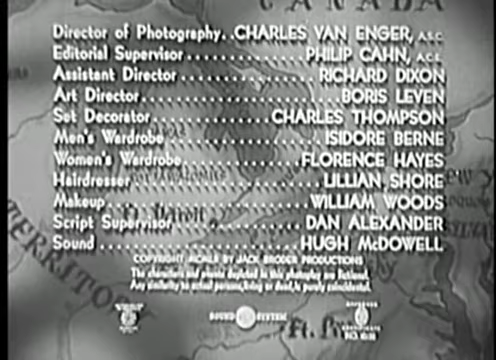 CANADA
Director of Photography..CHARLES VAN ENGER, A.S.C.
Editorial Supervisor............PHILIP CAHN, A.C.E.
Assistant Director..............RICHARD DIXON
Art Director....................BORIS LEVEN
Set Decorator...............CHARLES THOMPSON
Men's Wardrobe..............ISIDORE BERNE
Women's Wardrobe............FLORENCE HAYES
Hairdresser.....................LILLIAN SHORE
Makeup........................WILLIAM WOODS
Script Supervisor..............DAN ALEXANDER
Sound.........................HUGH McDOWELL
Detroit
TERRITO
COPYRIGHT MCMLII BY JACK BRODER PRODUCTIONS
The characters and events depicted in this photoplay are fictional.
Any similarity to actual persons, living or dead, is purely coincidental.
SOUND SYSTEM
Ft.